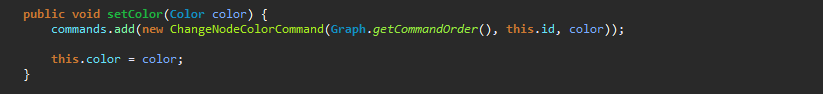 public void setColor(Color color) {
commands.add(new ChangeNodeColorCommand(Graph.getCommandOrder(), this.id, color));
this.color = color;
}